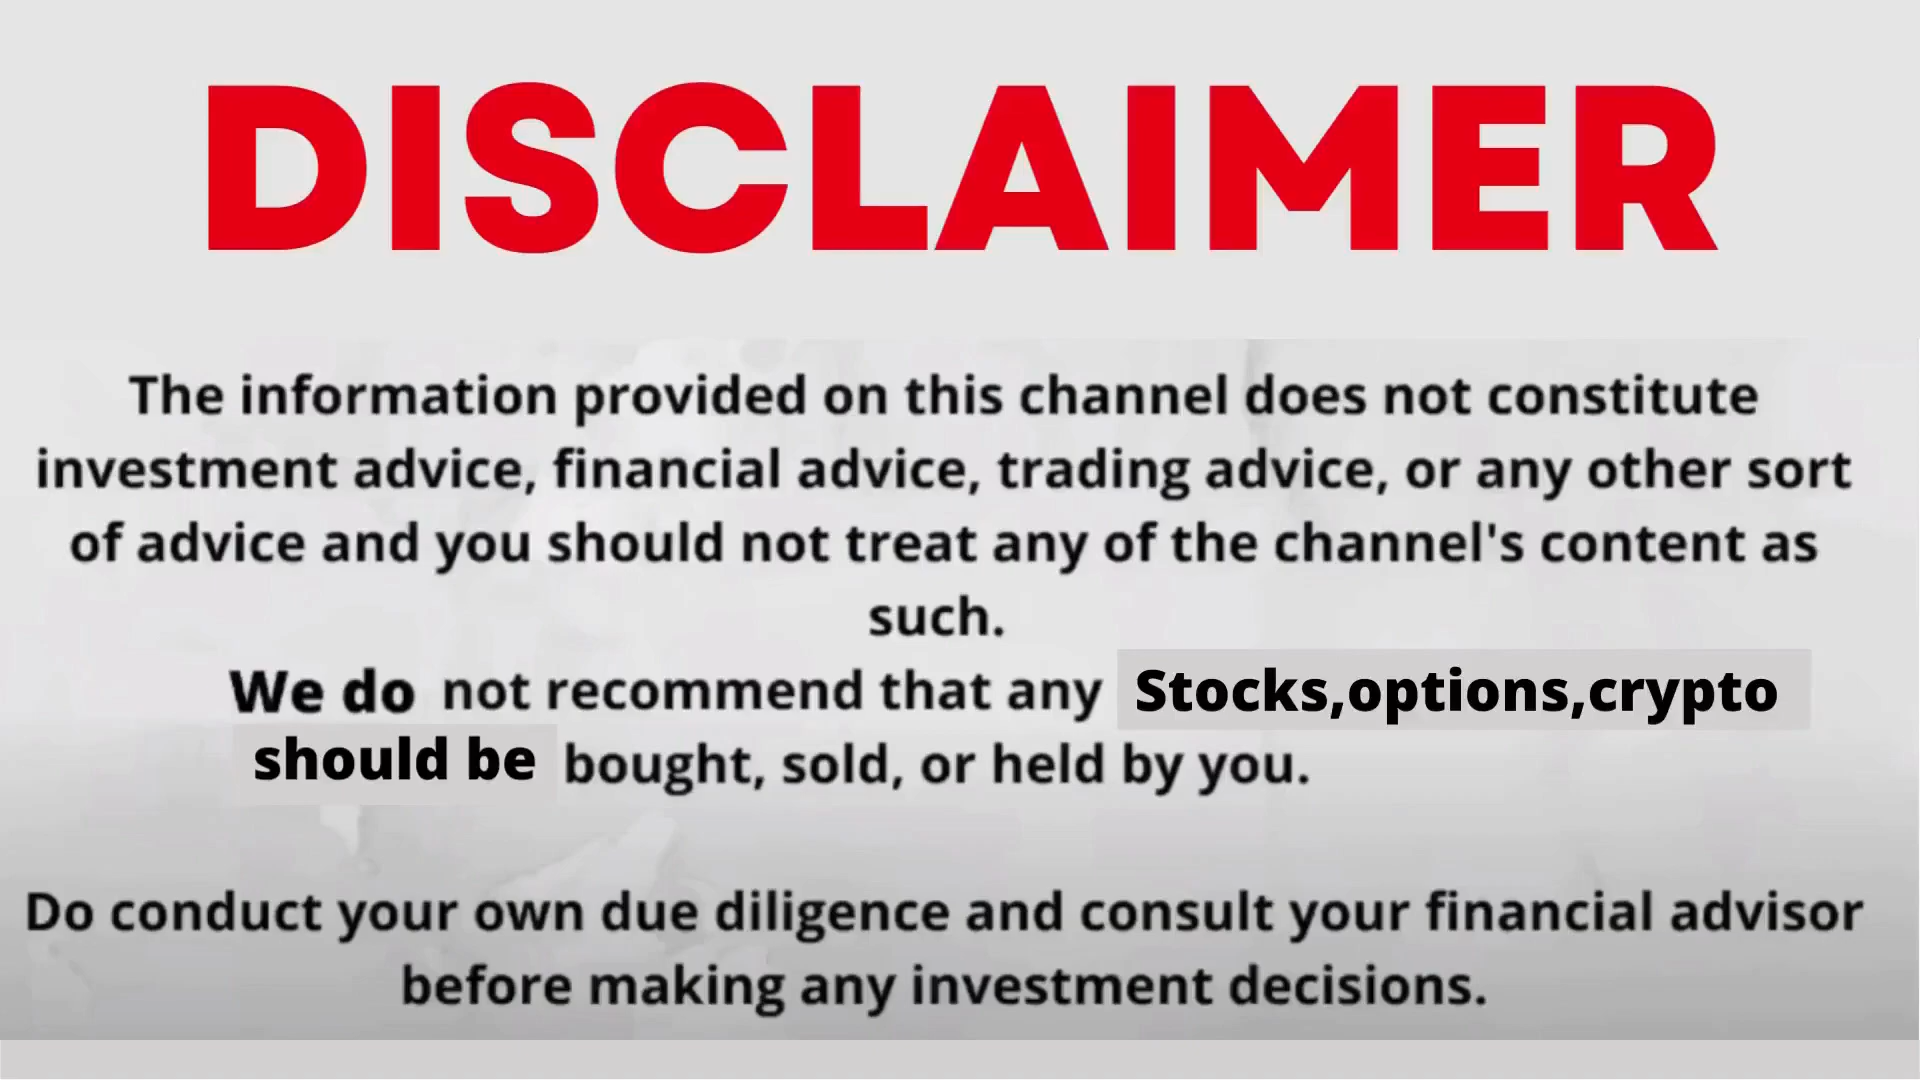 DISCLAIMER
The information provided on this channel does not constitute
investment advice, financial advice, trading advice, or any other sort
of advice and you should not treat any of the channel's content as
such.
We do not recommend that any Stocks,options,crypto
should be bought, sold, or held by you.
Do conduct your own due diligence and consult your financial advisor
before making any investment decisions.